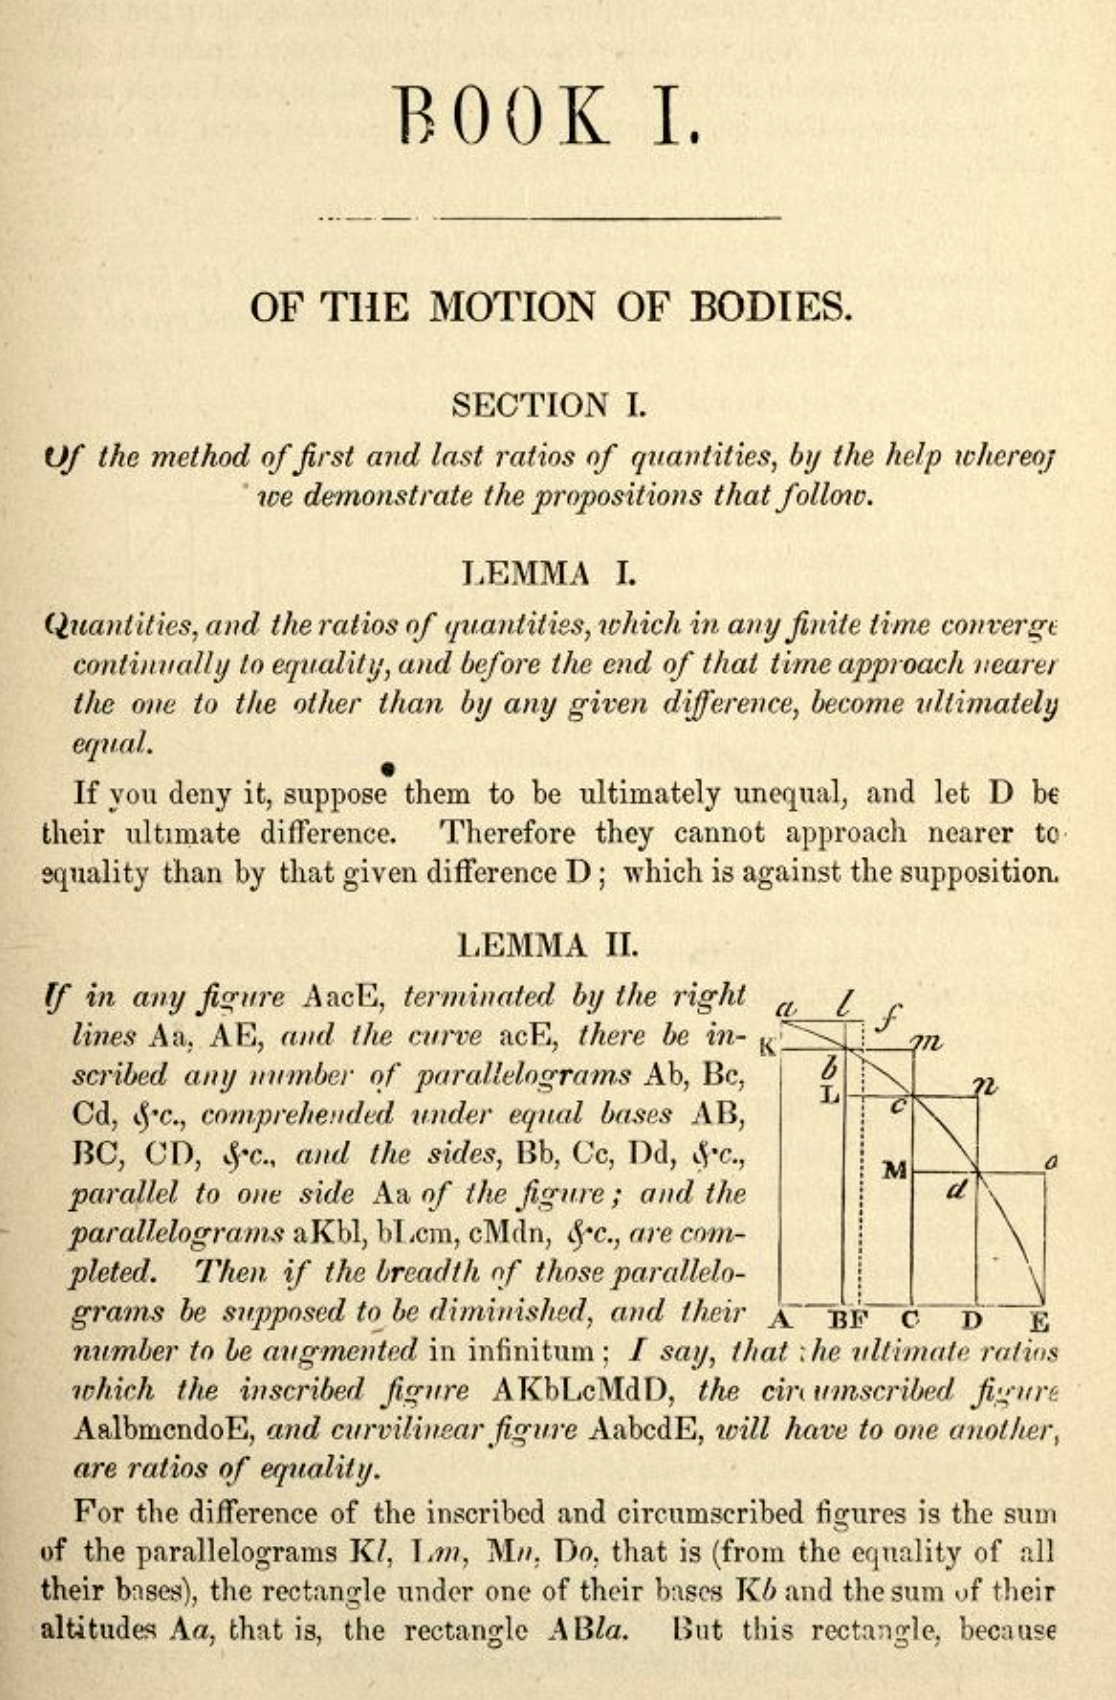 BOOK I.
OF THE MOTION OF BODIES.
SECTION I.
Of the method of first and last ratios of quantities, by the help whereof
we demonstrate the propositions that follow.
LEMMA I.
Quantities, and the ratios of quantities, which in any finite time converge
continually to equality, and before the end of that time approach nearer
the one to the other than by any given difference, become ultimately
equal.
If you deny it, suppose them to be ultimately unequal, and let D be
their ultimate difference. Therefore they cannot approach nearer to
equality than by that given difference D; which is against the supposition.
LEMMA II.
If in any figure AacE, terminated by the right
lines Aa, AE, and the curve acE, there be in-
scribed any number of parallelograms Ab, Bc,
Cd, &c., comprehended under equal bases AB,
BC, CD, &c., and the sides, Bb, Cc, Dd, &c.,
parallel to one side Aa of the figure; and the
parallelograms aKbl, bLcm, cMdn, &c., are com-
pleted. Then if the breadth of those parallelo-
grams be supposed to be diminished, and their
number to be augmented in infinitum; I say, that the ultimate ratios
which the inscribed figure AKbLcMdD, the circumscribed figure
AalbmcndoE, and curvilinear figure AabcdE, will have to one another,
are ratios of equality.
a l f
K m
b
L c n
M d o
A BF C D E
For the difference of the inscribed and circumscribed figures is the sum
of the parallelograms Kl, Lm, Mn, Do, that is (from the equality of all
their bases), the rectangle under one of their bases Kb and the sum of their
altitudes Aa, that is, the rectangle ABla. But this rectangle, because